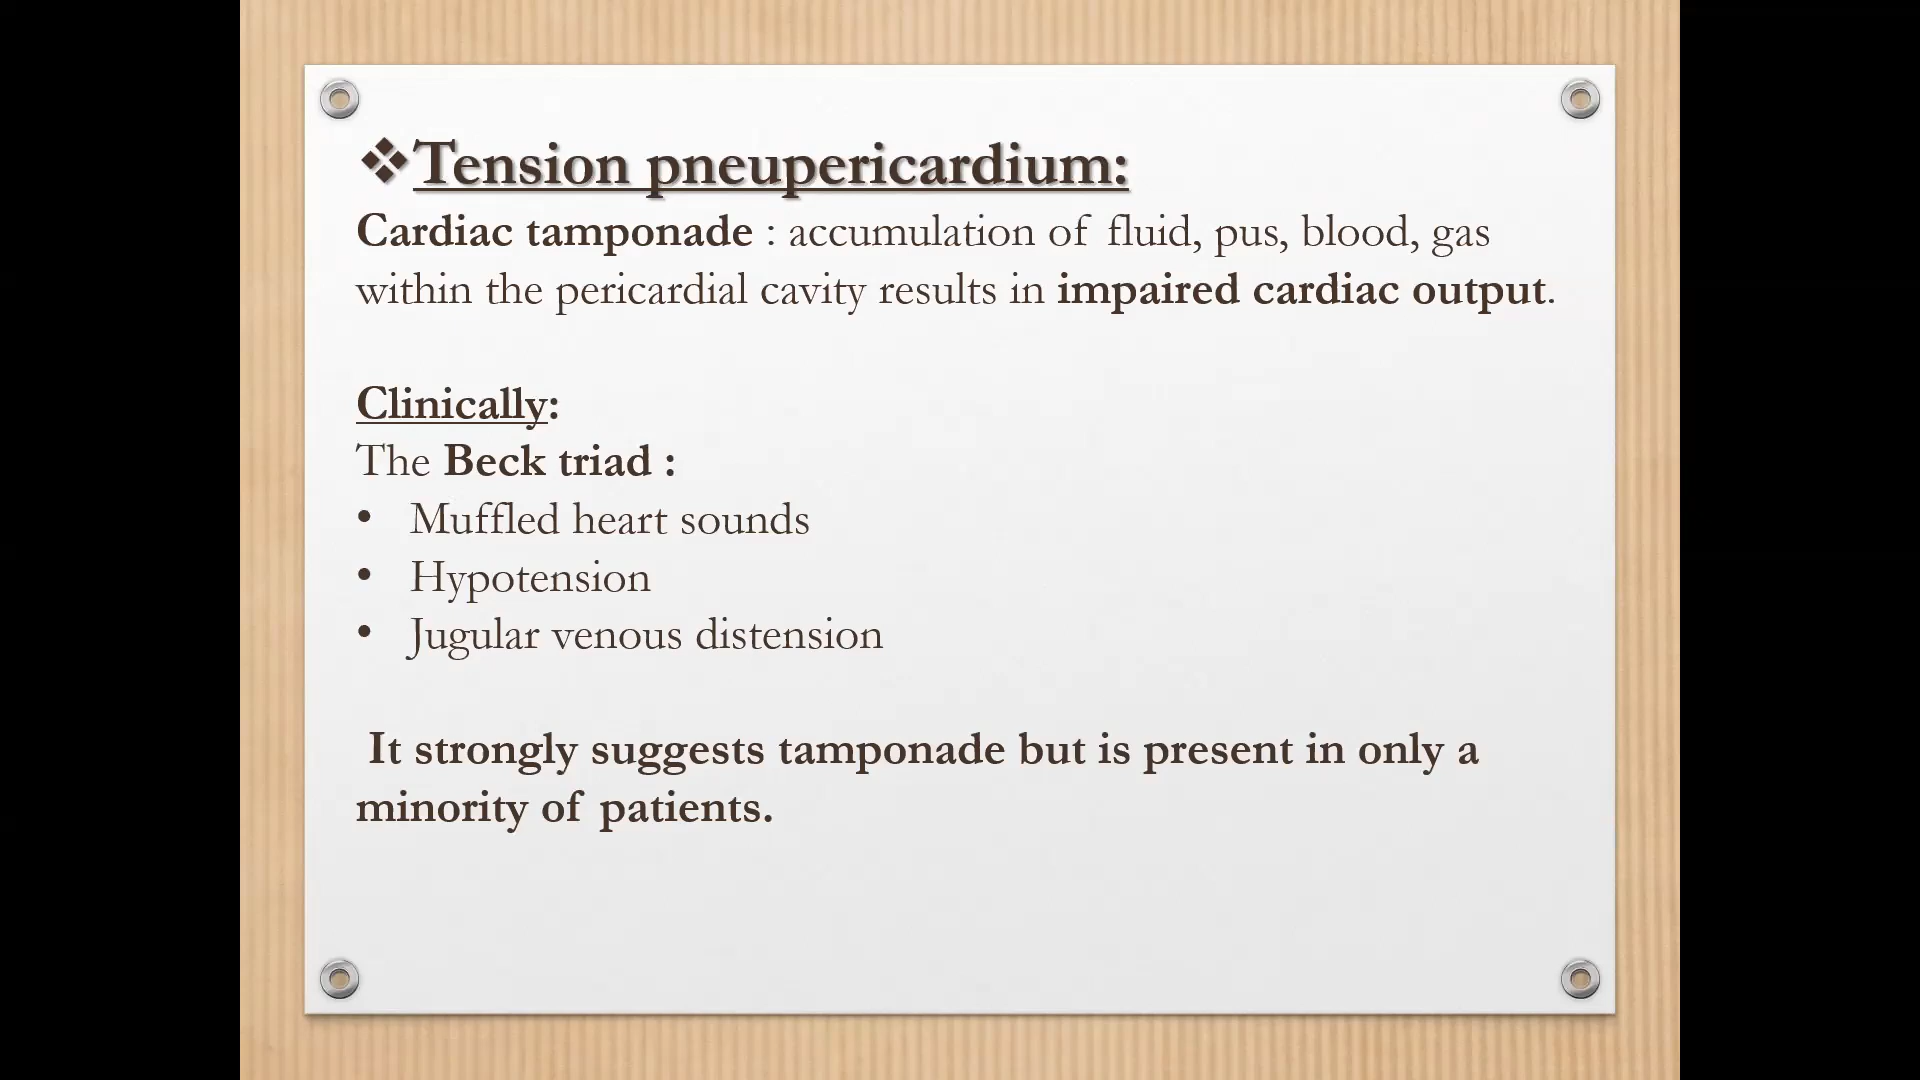 ❖Tension pneupericardium:
Cardiac tamponade : accumulation of fluid, pus, blood, gas
within the pericardial cavity results in impaired cardiac output.
Clinically:
The Beck triad :
• Muffled heart sounds
• Hypotension
• Jugular venous distension
It strongly suggests tamponade but is present in only a
minority of patients.